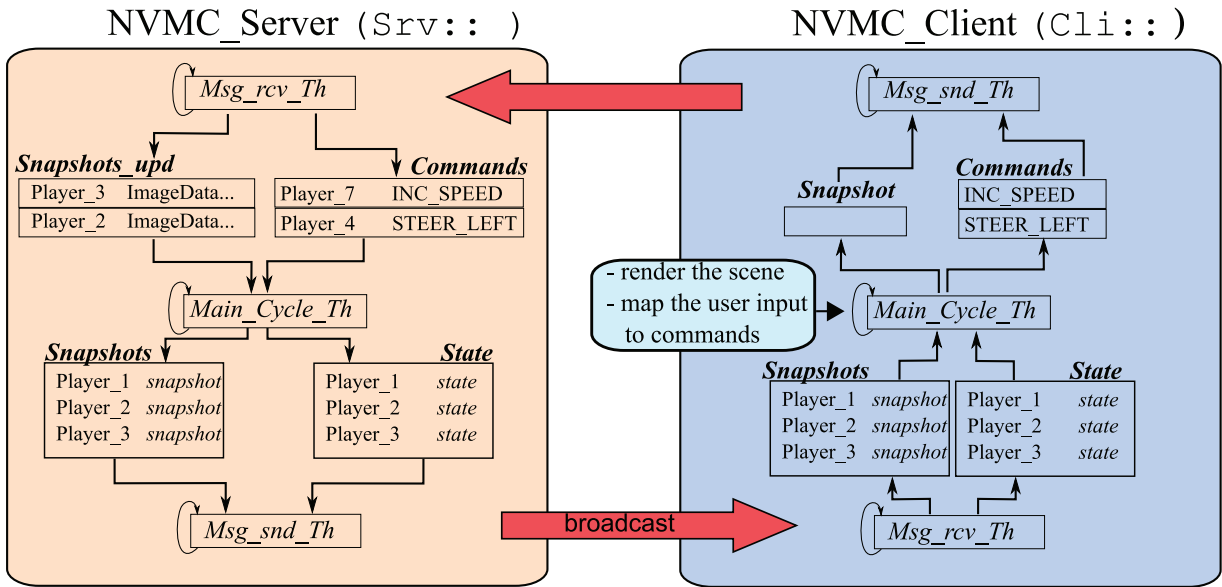 NVMC_Server (Srv:: )
Msg_rcv_Th
Snapshots_upd
Player_3 ImageData...
Player_2 ImageData...
Commands
Player_7 INC_SPEED
Player_4 STEER_LEFT
Main_Cycle_Th
Snapshots
Player_1 snapshot
Player_2 snapshot
Player_3 snapshot
State
Player_1 state
Player_2 state
Player_3 state
Msg_snd_Th
broadcast
NVMC_Client (Cli:: )
Msg_snd_Th
Snapshot
Commands
INC_SPEED
STEER_LEFT
- render the scene
- map the user input
to commands
Main_Cycle_Th
Snapshots
Player_1 snapshot
Player_2 snapshot
Player_3 snapshot
State
Player_1 state
Player_2 state
Player_3 state
Msg_rcv_Th